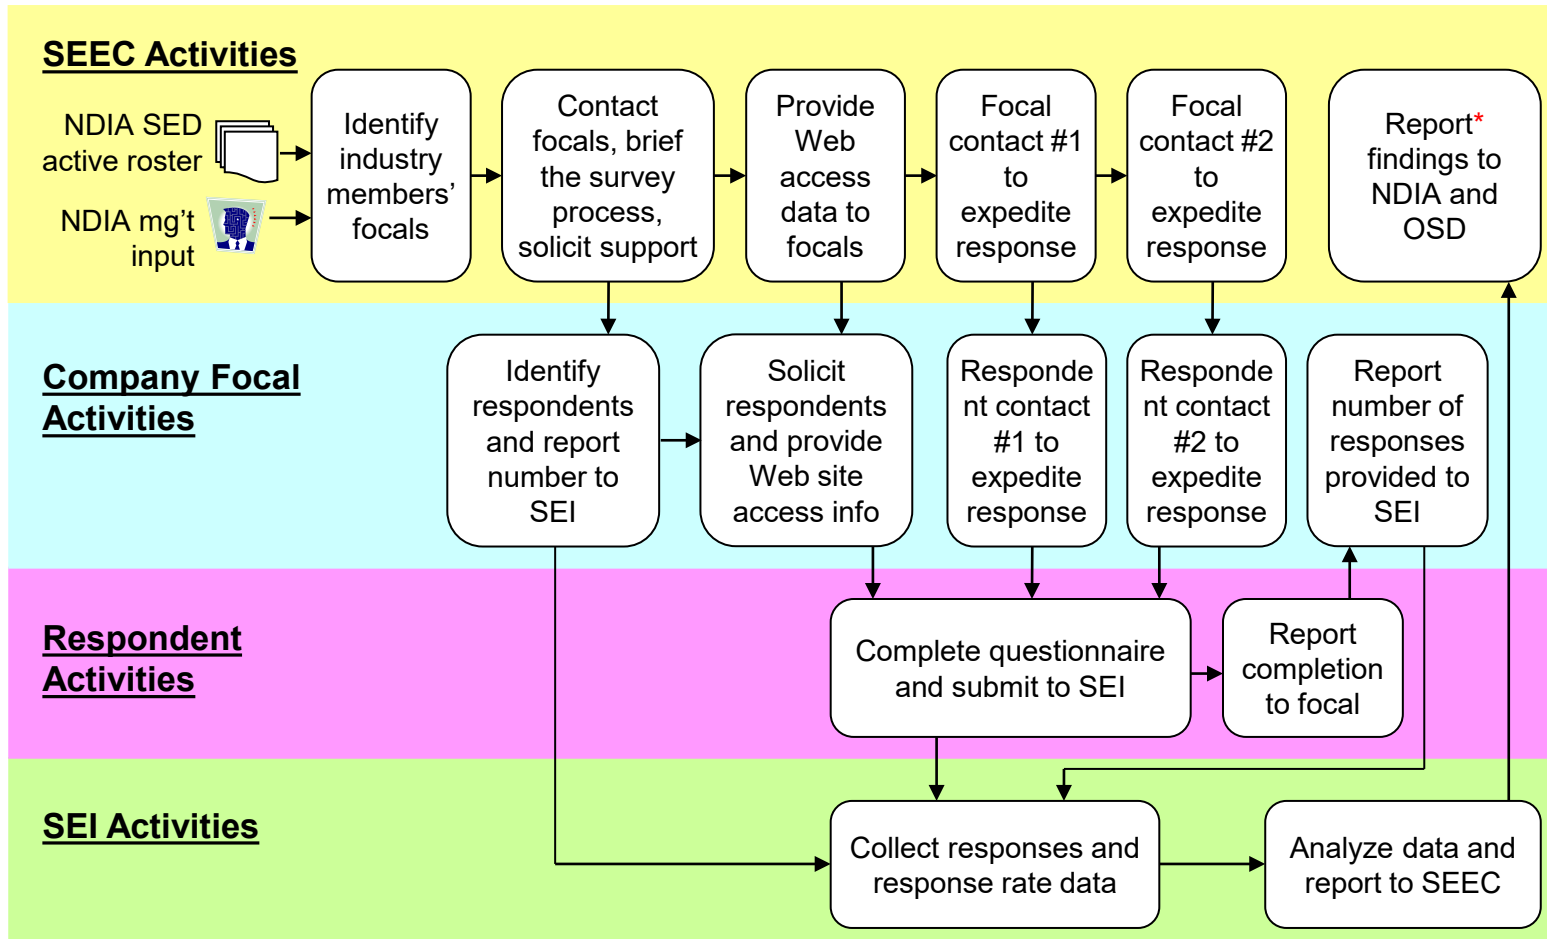 SEEC Activities
NDIA SED
active roster
NDIA mg’t
input
Identify
industry
members’
focals
Contact
focals, brief
the survey
process,
solicit support
Provide
Web
access
data to
focals
Focal
contact #1
to
expedite
response
Focal
contact #2
to
expedite
response
Report*
findings to
NDIA and
OSD
Company Focal
Activities
Identify
respondents
and report
number to
SEI
Solicit
respondents
and provide
Web site
access info
Responde
nt contact
#1 to
expedite
response
Responde
nt contact
#2 to
expedite
response
Report
number of
responses
provided to
SEI
Respondent
Activities
Complete questionnaire
and submit to SEI
Report
completion
to focal
SEI Activities
Collect responses and
response rate data
Analyze data and
report to SEEC